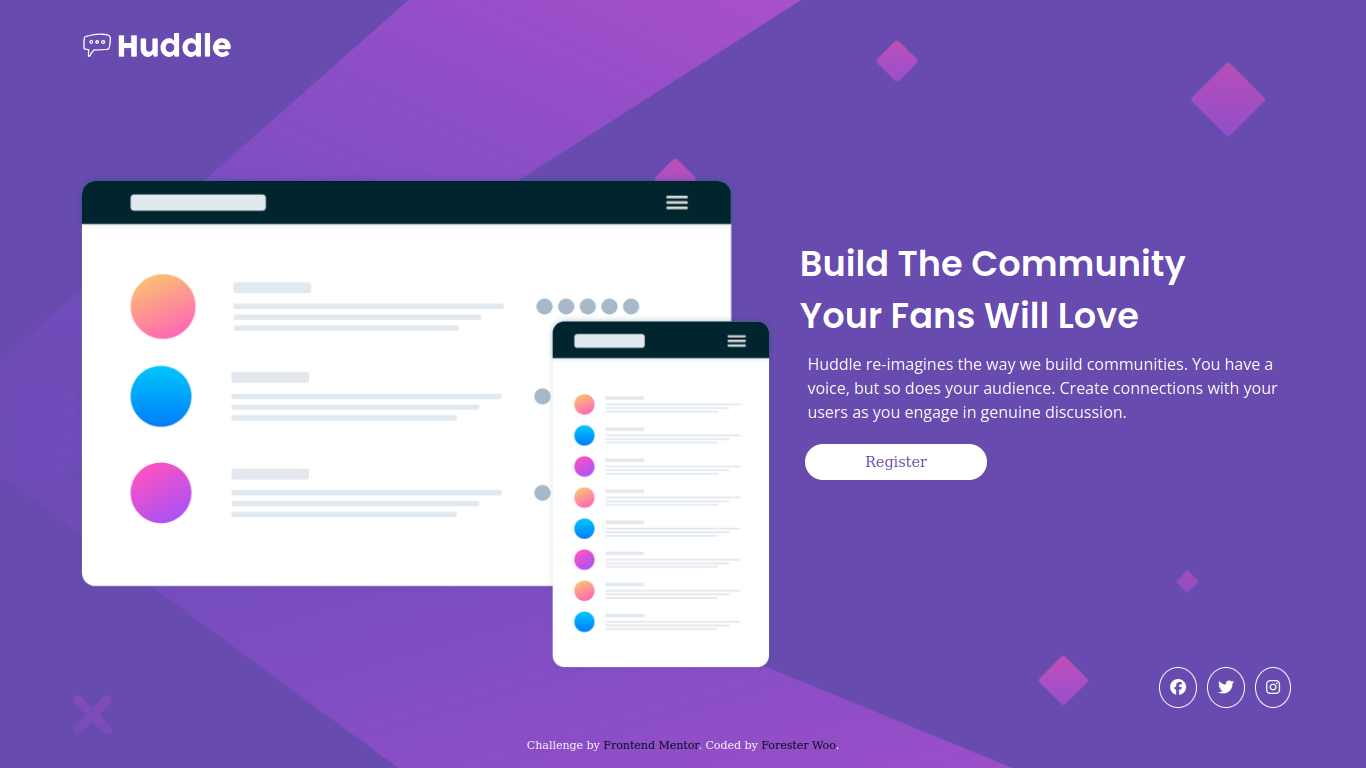 Huddle
Build The Community
Your Fans Will Love
Huddle re-imagines the way we build communities. You have a
voice, but so does your audience. Create connections with your
users as you engage in genuine discussion.
Register
Challenge by Frontend Mentor. Coded by Forester Woo.